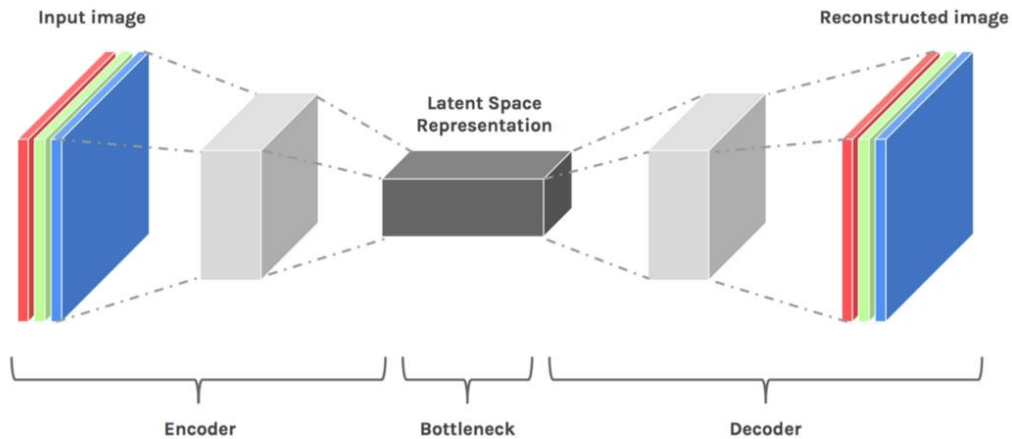 Input image
Reconstructed image
Latent Space
Representation
Encoder
Bottleneck
Decoder